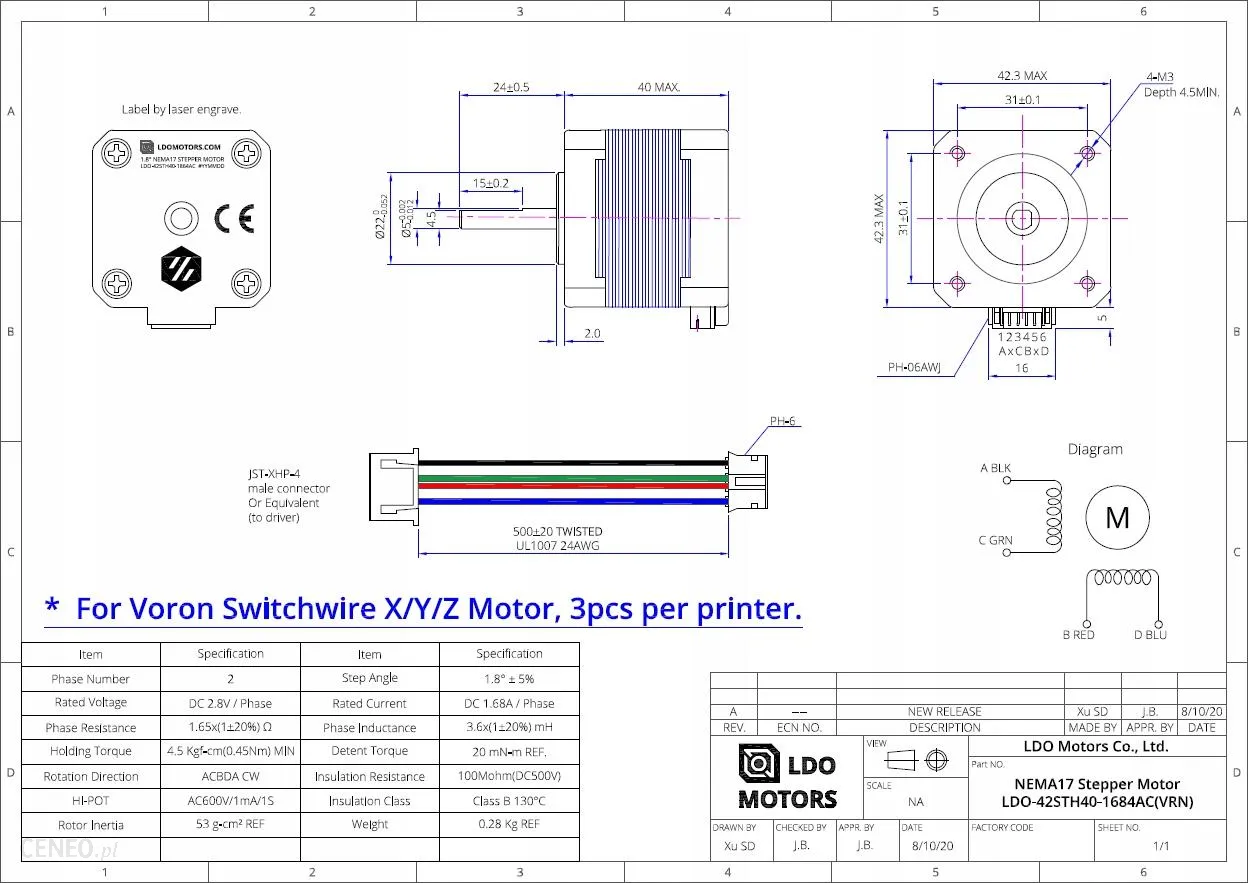 1 2 3 4 5 6
A
B
C
D
A
B
C
D
Label by laser engrave.
LDOMOTORS.COM
1.8° NEMA17 STEPPER MOTOR
LDO-42STH40-1684AC #YYMMDD
CE
24±0.5
40 MAX.
15±0.2
Ø22 0 -0.052
Ø5 -0.002 -0.012
4.5
2.0
42.3 MAX
31±0.1
4-M3
Depth 4.5MIN.
42.3 MAX
31±0.1
5
1 2 3 4 5 6
A x C B x D
16
PH-06AWJ
PH-6
JST-XHP-4
male connector
Or Equivalent
(to driver)
500±20 TWISTED
UL1007 24AWG
Diagram
A BLK
C GRN
M
B RED D BLU
* For Voron Switchwire X/Y/Z Motor, 3pcs per printer.
Item Specification Item Specification
Phase Number 2 Step Angle 1.8° ± 5%
Rated Voltage DC 2.8V / Phase Rated Current DC 1.68A / Phase
Phase Resistance 1.65x(1±20%) Ω Phase Inductance 3.6x(1±20%) mH
Holding Torque 4.5 Kgf-cm(0.45Nm) MIN Detent Torque 20 mN-m REF.
Rotation Direction ACBDA CW Insulation Resistance 100Mohm(DC500V)
HI-POT AC600V/1mA/1S Insulation Class Class B 130°C
Rotor Inertia 53 g-cm² REF Weight 0.28 Kg REF
CENEO.pl
A -- NEW RELEASE Xu SD J.B. 8/10/20
REV. ECN NO. DESCRIPTION MADE BY APPR. BY DATE
LDO
MOTORS
VIEW
SCALE
NA
LDO Motors Co., Ltd.
Part NO.
NEMA17 Stepper Motor
LDO-42STH40-1684AC(VRN)
DRAWN BY CHECKED BY APPR. BY DATE FACTORY CODE SHEET NO.
Xu SD J.B. J.B. 8/10/20 1/1
1 2 3 4 5 6